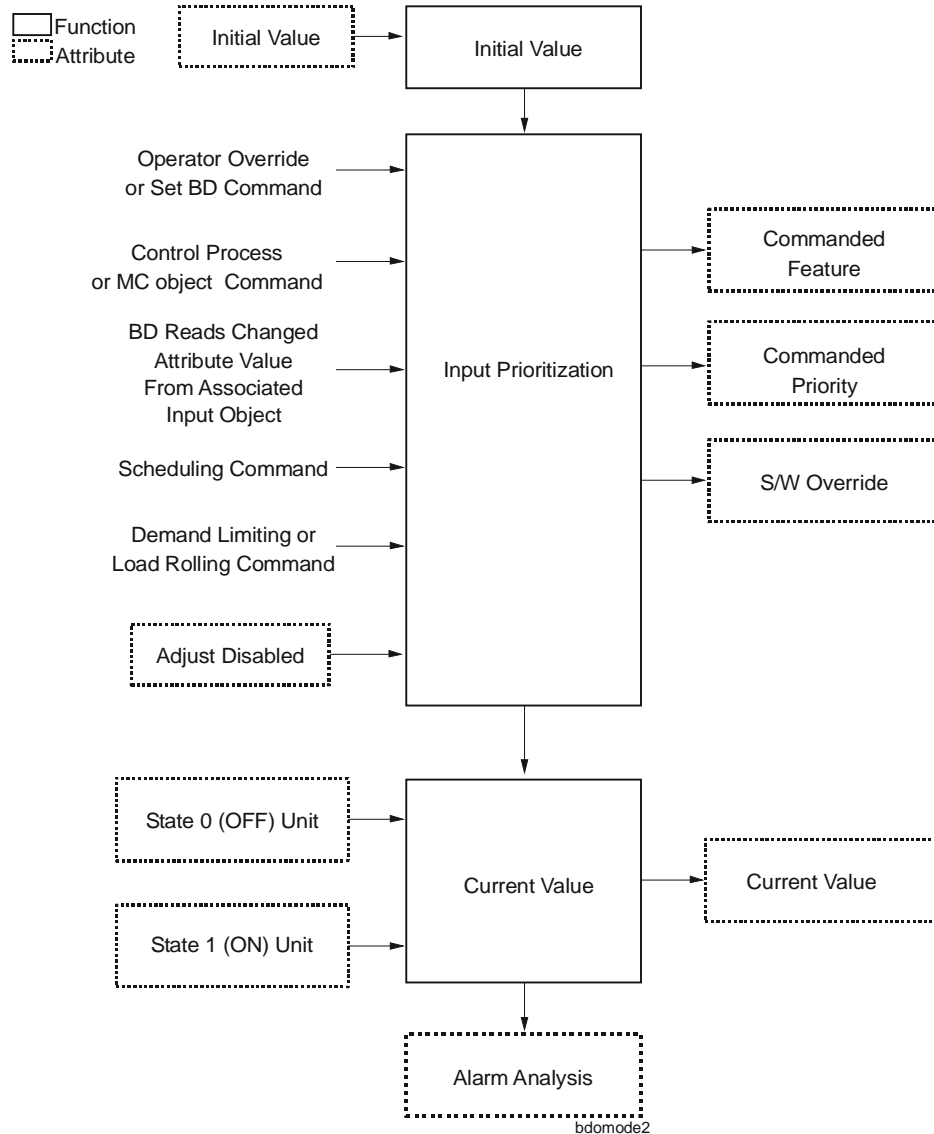 Function
Attribute
Initial Value
Initial Value
Operator Override
or Set BD Command
Control Process
or MC object Command
BD Reads Changed
Attribute Value
From Associated
Input Object
Scheduling Command
Demand Limiting or
Load Rolling Command
Adjust Disabled
Input Prioritization
Commanded
Feature
Commanded
Priority
S/W Override
State 0 (OFF) Unit
State 1 (ON) Unit
Current Value
Current Value
Alarm Analysis
bdomode2